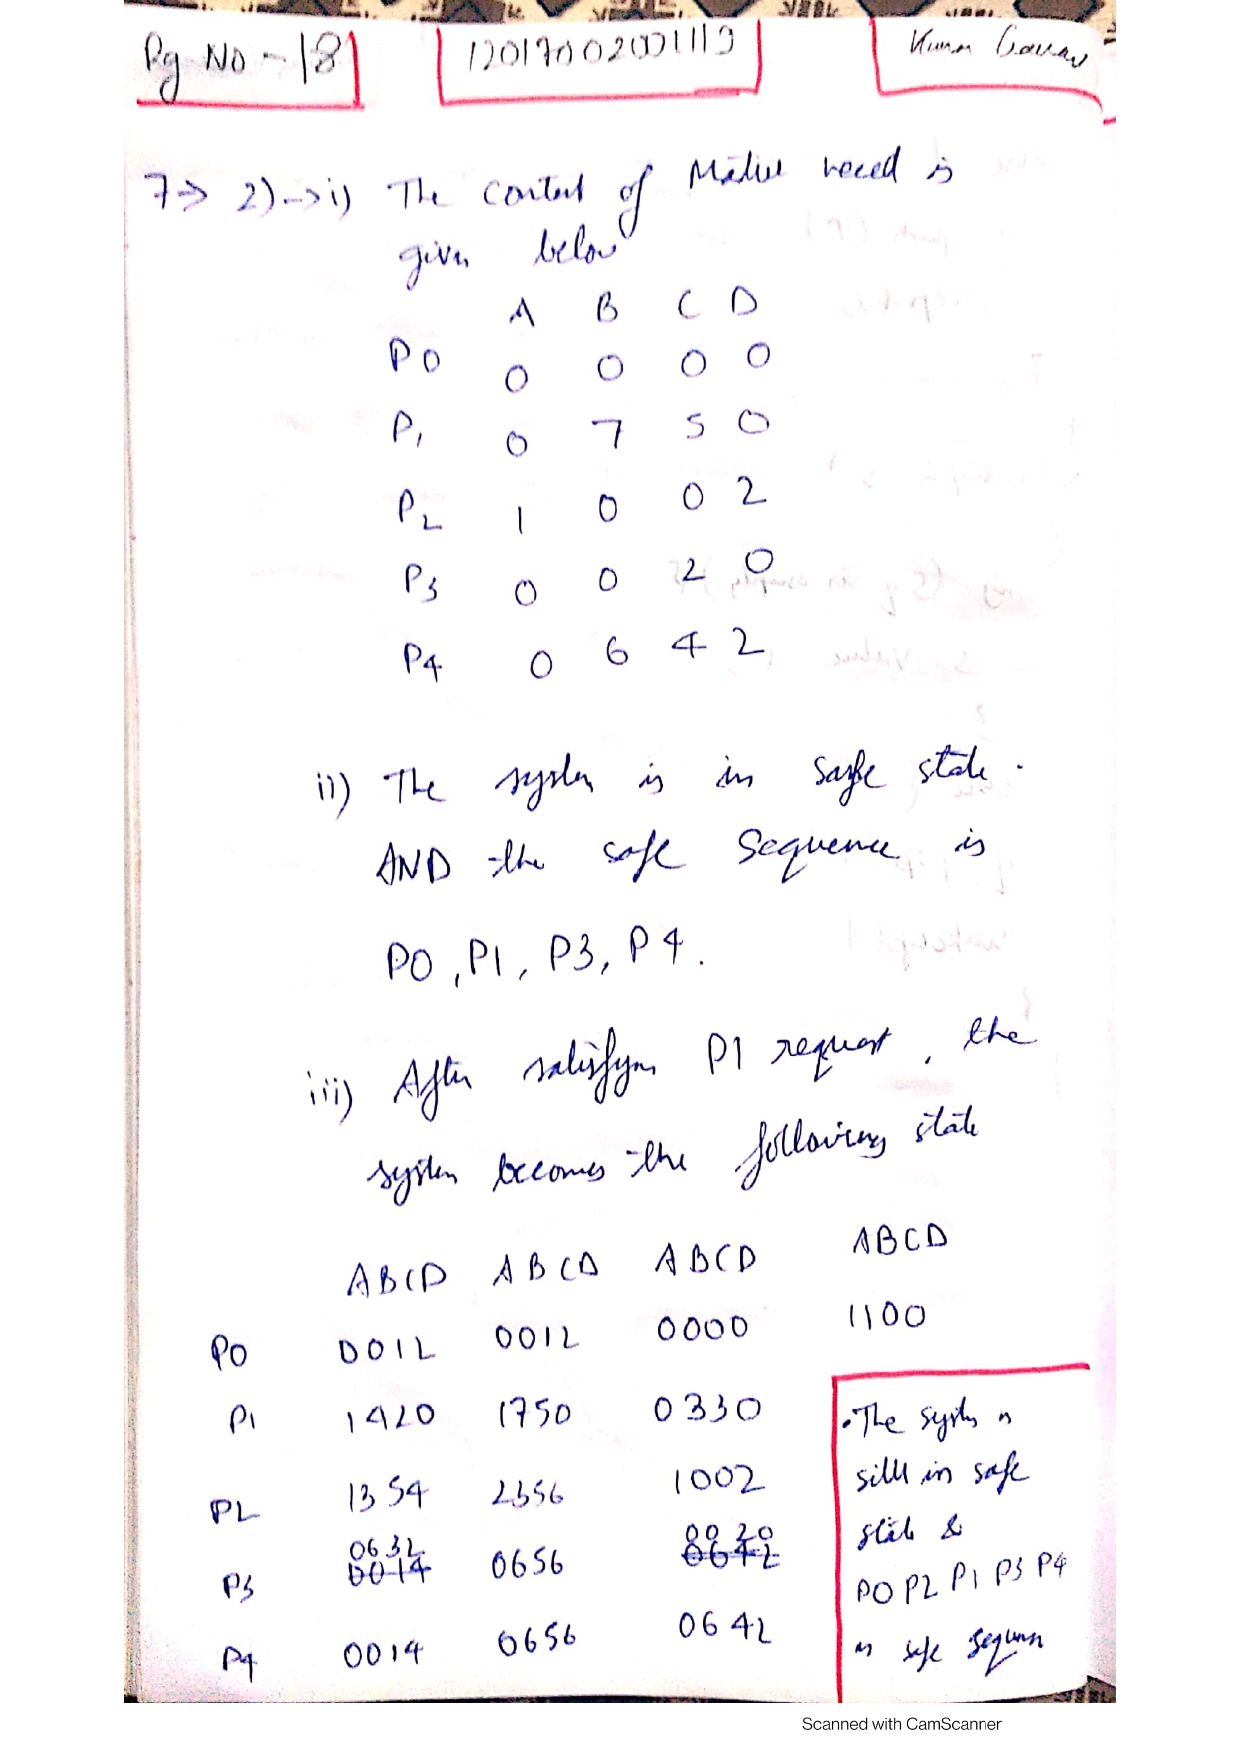 Pg No - 18
12017002001119
Kumar Gaurav
7=> 2)->i) The content of need is
given below
A B C D
P0 0 0 0 0
P1 0 7 5 0
P2 1 0 0 2
P3 0 0 2 0
P4 0 6 4 2
ii) The system is in safe state.
AND the safe sequence is
P0, P1, P3, P4.
iii) After satisfyn P1 request, the
system becomes the following state
ABCD ABCD ABCD ABCD
P0 0012 0012 0000 1100
P1 1420 1750 0330
P2 1354 2356 1002
P3 0632 0656 0020
P4 0014 0656 0642
.The system is
still in safe
state &
P0 P2 P1 P3 P4
is safe sequen
Scanned with CamScanner